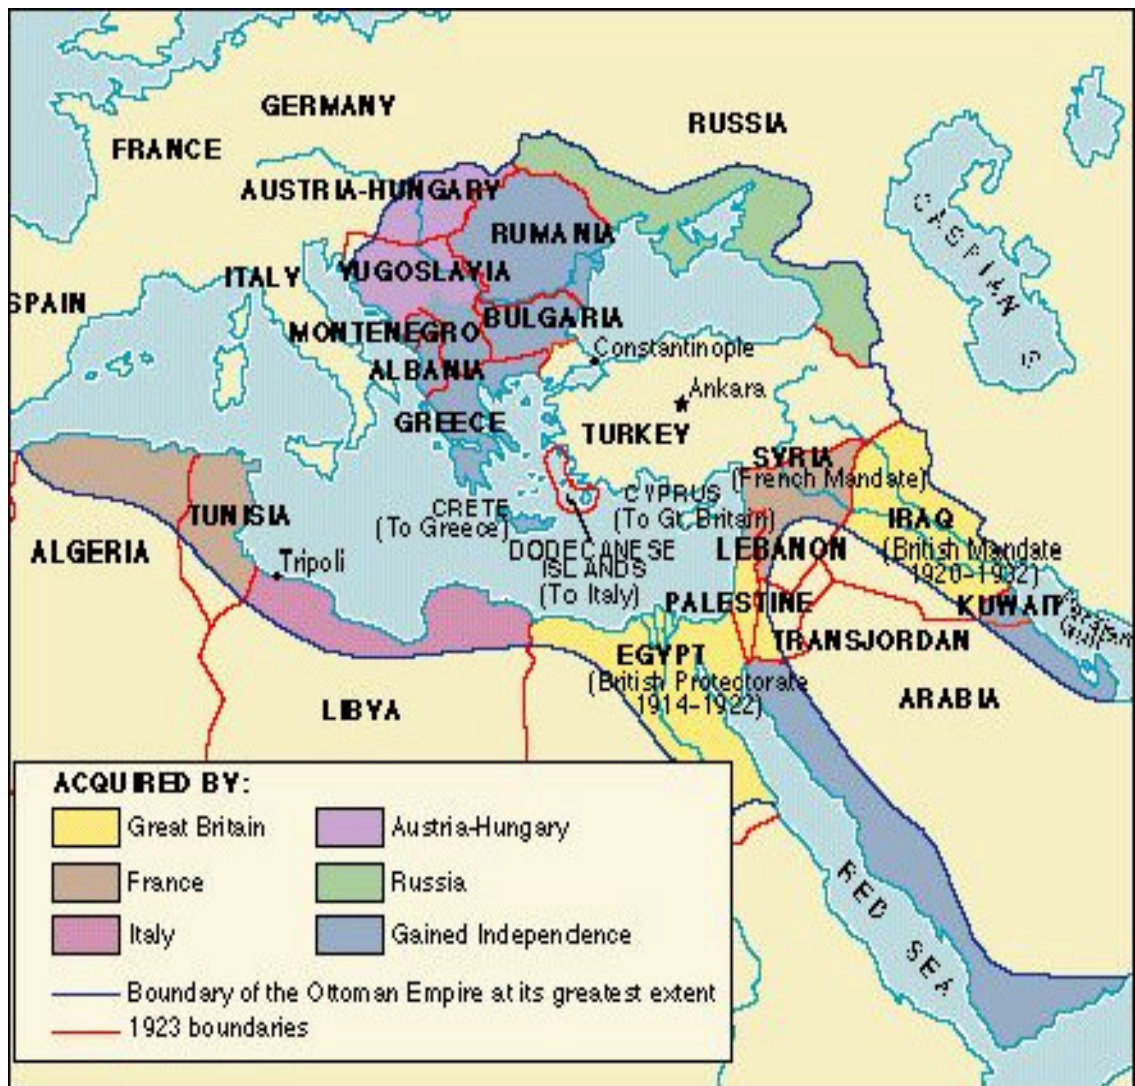 GERMANY
RUSSIA
FRANCE
AUSTRIA-HUNGARY
CASPIAN
RUMANIA
ITALY
YUGOSLAVIA
SPAIN
MONTENEGRO
BULGARIA
Constantinople
ALBANIA
Ankara
GREECE
TURKEY
SYRIA
(French Mandate)
CRETE
(To Greece)
CYPRUS
(To Gt. Britain)
TUNISIA
IRAQ
(British Mandate
1920-1932)
ALGERIA
Tripoli
DODECANESE
ISLANDS
(To Italy)
LEBANON
PALESTINE
KUWAIT
TRANSJORDAN
EGYPT
(British Protectorate
1914-1922)
ARABIA
LIBYA
RED SEA
ACQUIRED BY:
Great Britain
Austria-Hungary
France
Russia
Italy
Gained Independence
Boundary of the Ottoman Empire at its greatest extent
1923 boundaries